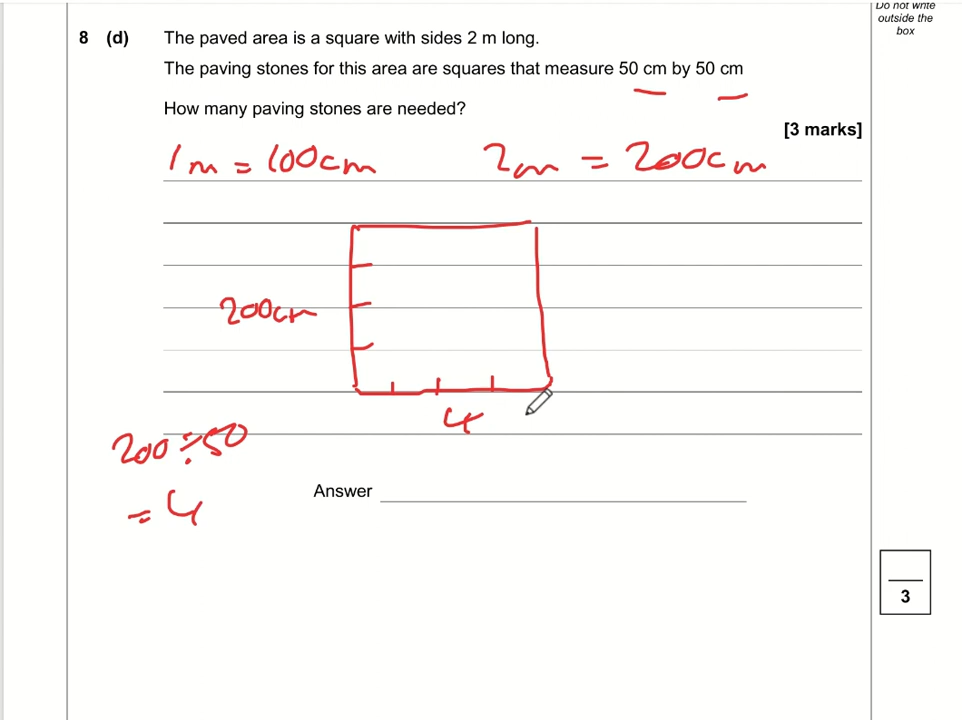 Do not write
outside the
box
8 (d) The paved area is a square with sides 2 m long.
The paving stones for this area are squares that measure 50 cm by 50 cm
How many paving stones are needed?
[3 marks]
1m = 100cm 2m = 200cm
200cm
4
200 ÷ 50
= 4
Answer
3